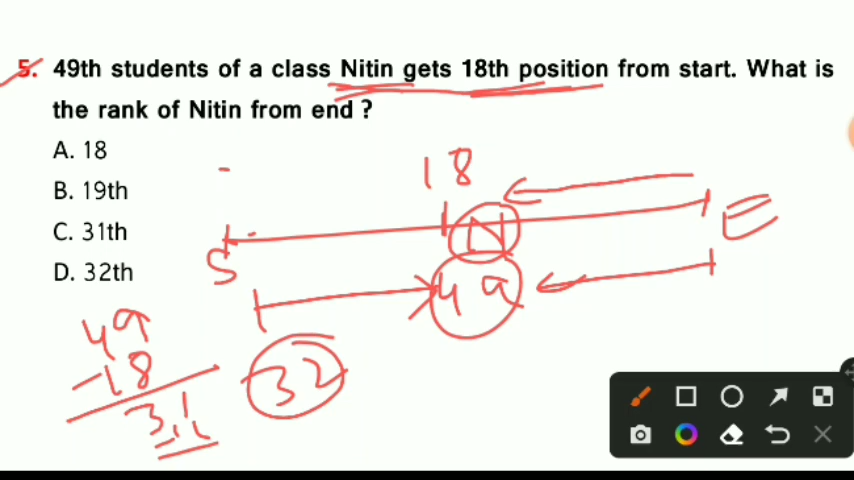 5. 49th students of a class Nitin gets 18th position from start. What is
the rank of Nitin from end ?
A. 18
B. 19th
C. 31th
D. 32th
18
S N E
49
49
-18
31
32